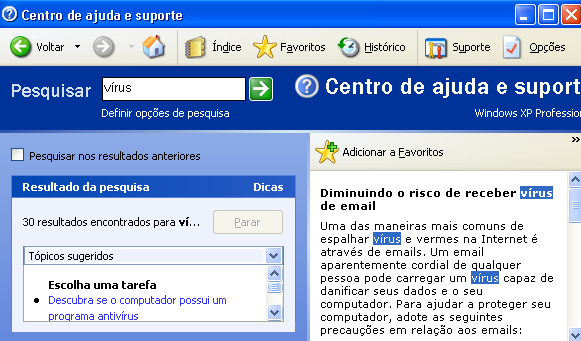 Centro de ajuda e suporte
Voltar
Índice
Favoritos
Histórico
Suporte
Opções
Pesquisar
vírus
Definir opções de pesquisa
Centro de ajuda e suport
Windows XP Professio
Pesquisar nos resultados anteriores
Resultado da pesquisa Dicas
30 resultados encontrados para ví...
Parar
Tópicos sugeridos
Escolha uma tarefa
Descubra se o computador possui um
programa antivírus
Adicionar a Favoritos
Diminuindo o risco de receber vírus
de email
Uma das maneiras mais comuns de
espalhar vírus e vermes na Internet é
através de emails. Um email
aparentemente cordial de qualquer
pessoa pode carregar um vírus capaz de
danificar seus dados e o seu
computador. Para ajudar a proteger seu
computador, adote as seguintes
precauções em relação aos emails: